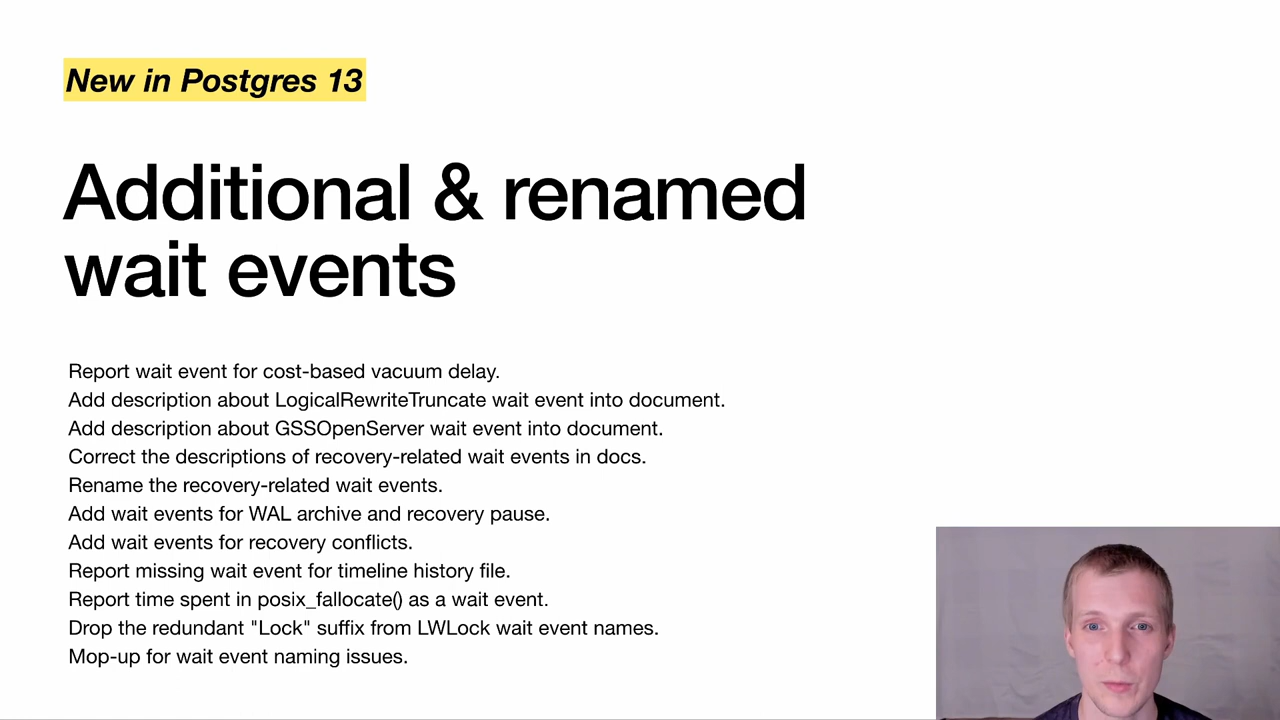 New in Postgres 13
Additional & renamed
wait events
Report wait event for cost-based vacuum delay.
Add description about LogicalRewriteTruncate wait event into document.
Add description about GSSOpenServer wait event into document.
Correct the descriptions of recovery-related wait events in docs.
Rename the recovery-related wait events.
Add wait events for WAL archive and recovery pause.
Add wait events for recovery conflicts.
Report missing wait event for timeline history file.
Report time spent in posix_fallocate() as a wait event.
Drop the redundant "Lock" suffix from LWLock wait event names.
Mop-up for wait event naming issues.